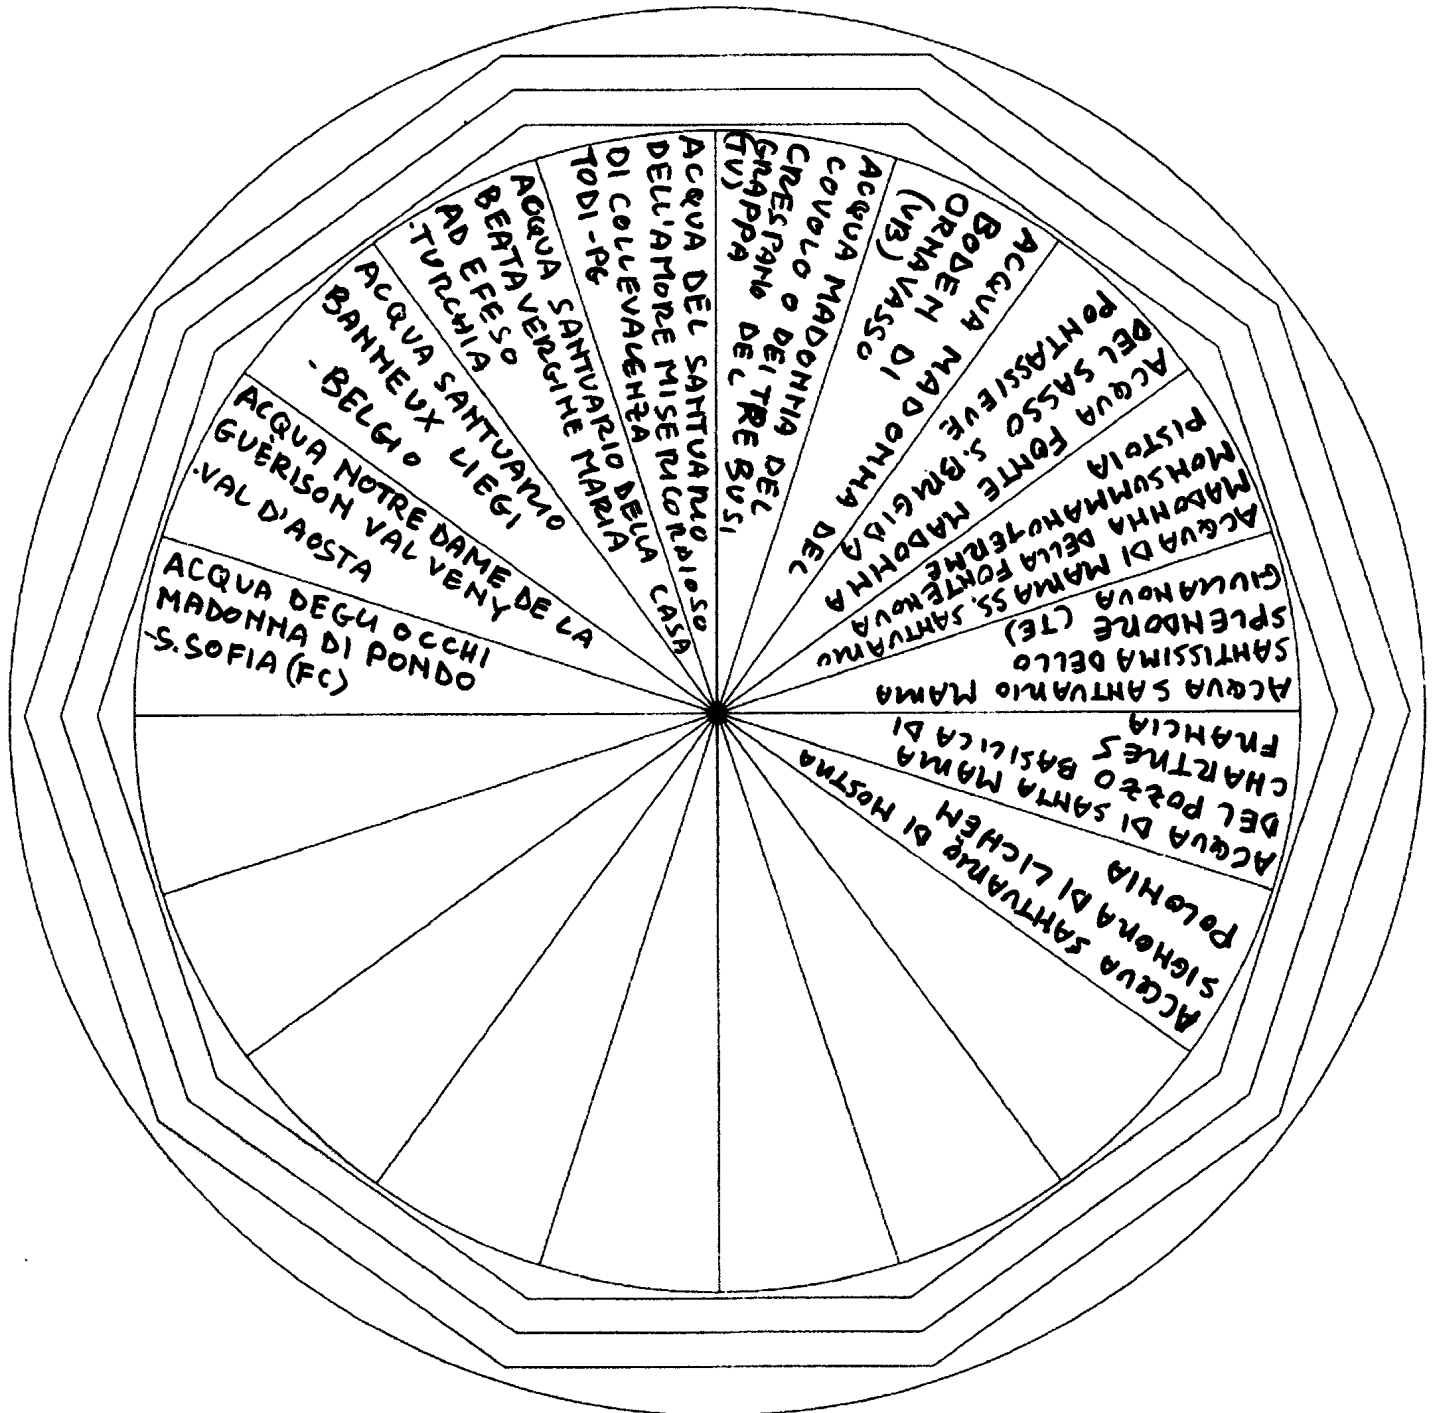 ACQUA DEGLI OCCHI
MADONNA DI PONDO
-S.SOFIA (FC)
ACQUA NOTRE DAME DE LA
GUÈRISON VAL VENY
-VAL D'AOSTA
ACQUA SANTUARIO
BANNEUX LIEGI
-BELGIO
ACQUA SANTUARIO DELLA CASA
BEATA VERGINE MARIA
AD EFESO
-TURCHIA
ACQUA DEL SANTUARIO
DELL'AMORE MISERICORDIOSO
DI COLLEVALENZA
TODI-PG
ACQUA MADONNA DEL
COVOLO O DEI TRE BUSI
CRESPANO DEL
GRAPPA
(TV)
ACQUA MADONNA DEL
BODEN DI
ORNAVASSO
(VB)
ACQUA FONTE MADONNA
DEL SASSO S. BRIGIDA
PONTASSIEVE
ACQUA DI MARIA SS. SANTUARIO
MADONNA DELLA FONTENOVA
MONSUMMANO TERME
PISTOIA
ACQUA SANTUARIO MARIA
SANTISSIMA DELLO
SPLENDORE (TE)
GIULIANOVA
ACQUA DI SANTA MARIA
DEL POZZO BASILICA DI
CHARTRES
FRANCIA
ACQUA SANTUARIO DI NOSTRA
SIGNORA DI LICHEM
POLONIA